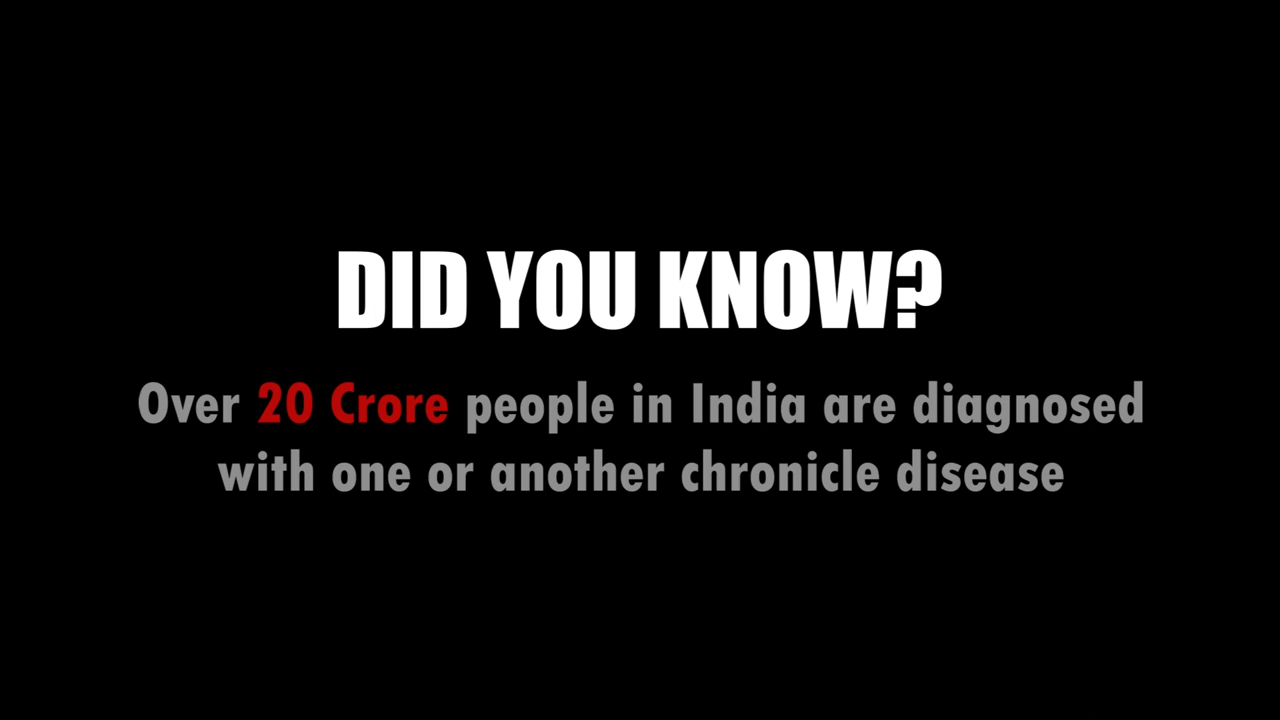 DID YOU KNOW?
Over 20 Crore people in India are diagnosed
with one or another chronicle disease